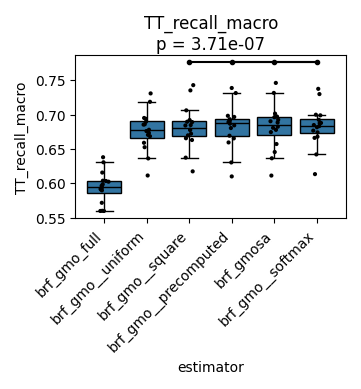 TT_recall_macro
p = 3.71e-07
TT_recall_macro
0.75
0.70
0.65
0.60
0.55
brf_gmo_full
brf_gmo__uniform
brf_gmo__square
brf_gmo__precomputed
brf_gmosa
brf_gmo__softmax
estimator